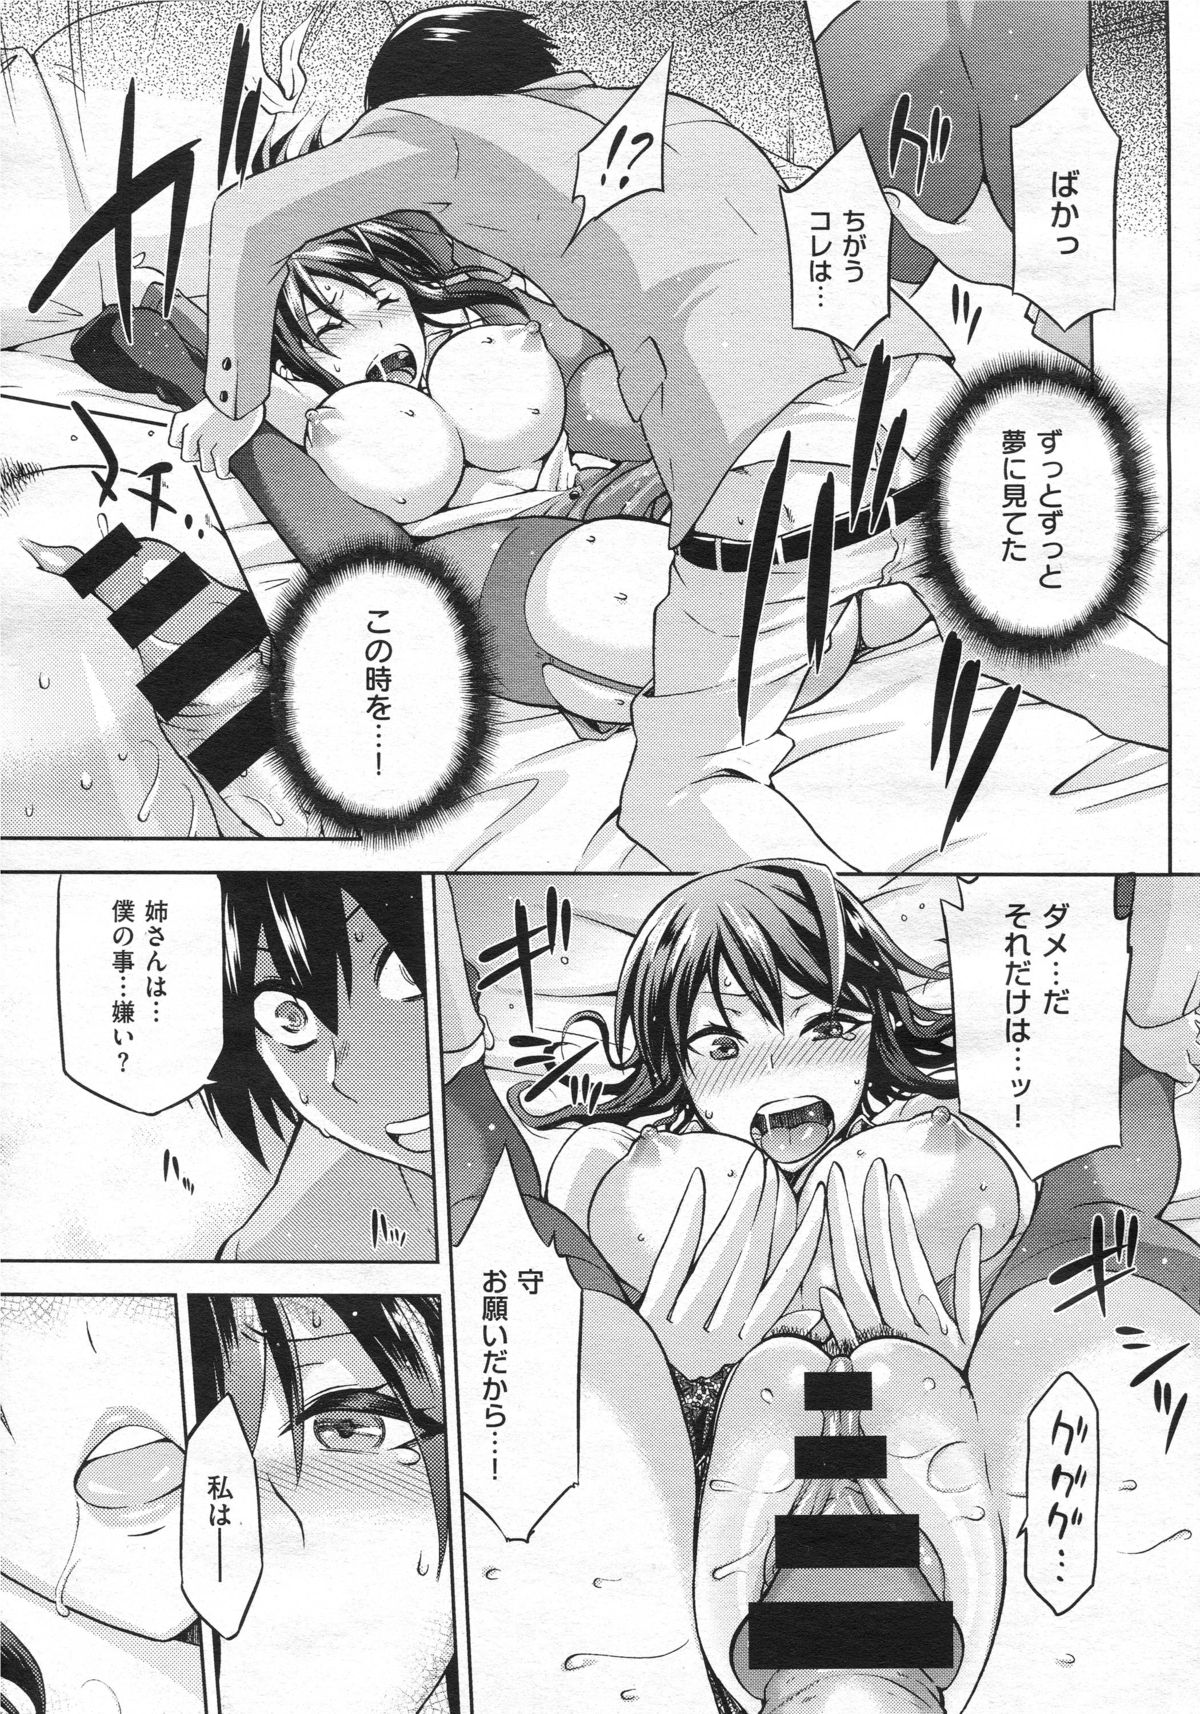 ばかっ
グッ
ちがう
コレは…
!?
ずっとずっと
夢に見てた
この時を…!
ダメ…だ
それだけは…ッ!
守
お願いだから…!
ググググ…
姉さんは…
僕の事…嫌い?
私は――